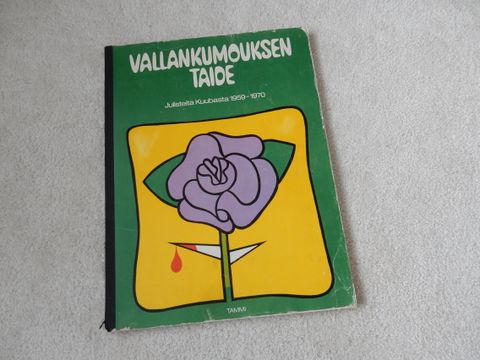 VALLANKUMOUKSEN
TAIDE
Julisteita Kuubasta 1959-1970
TAMMI